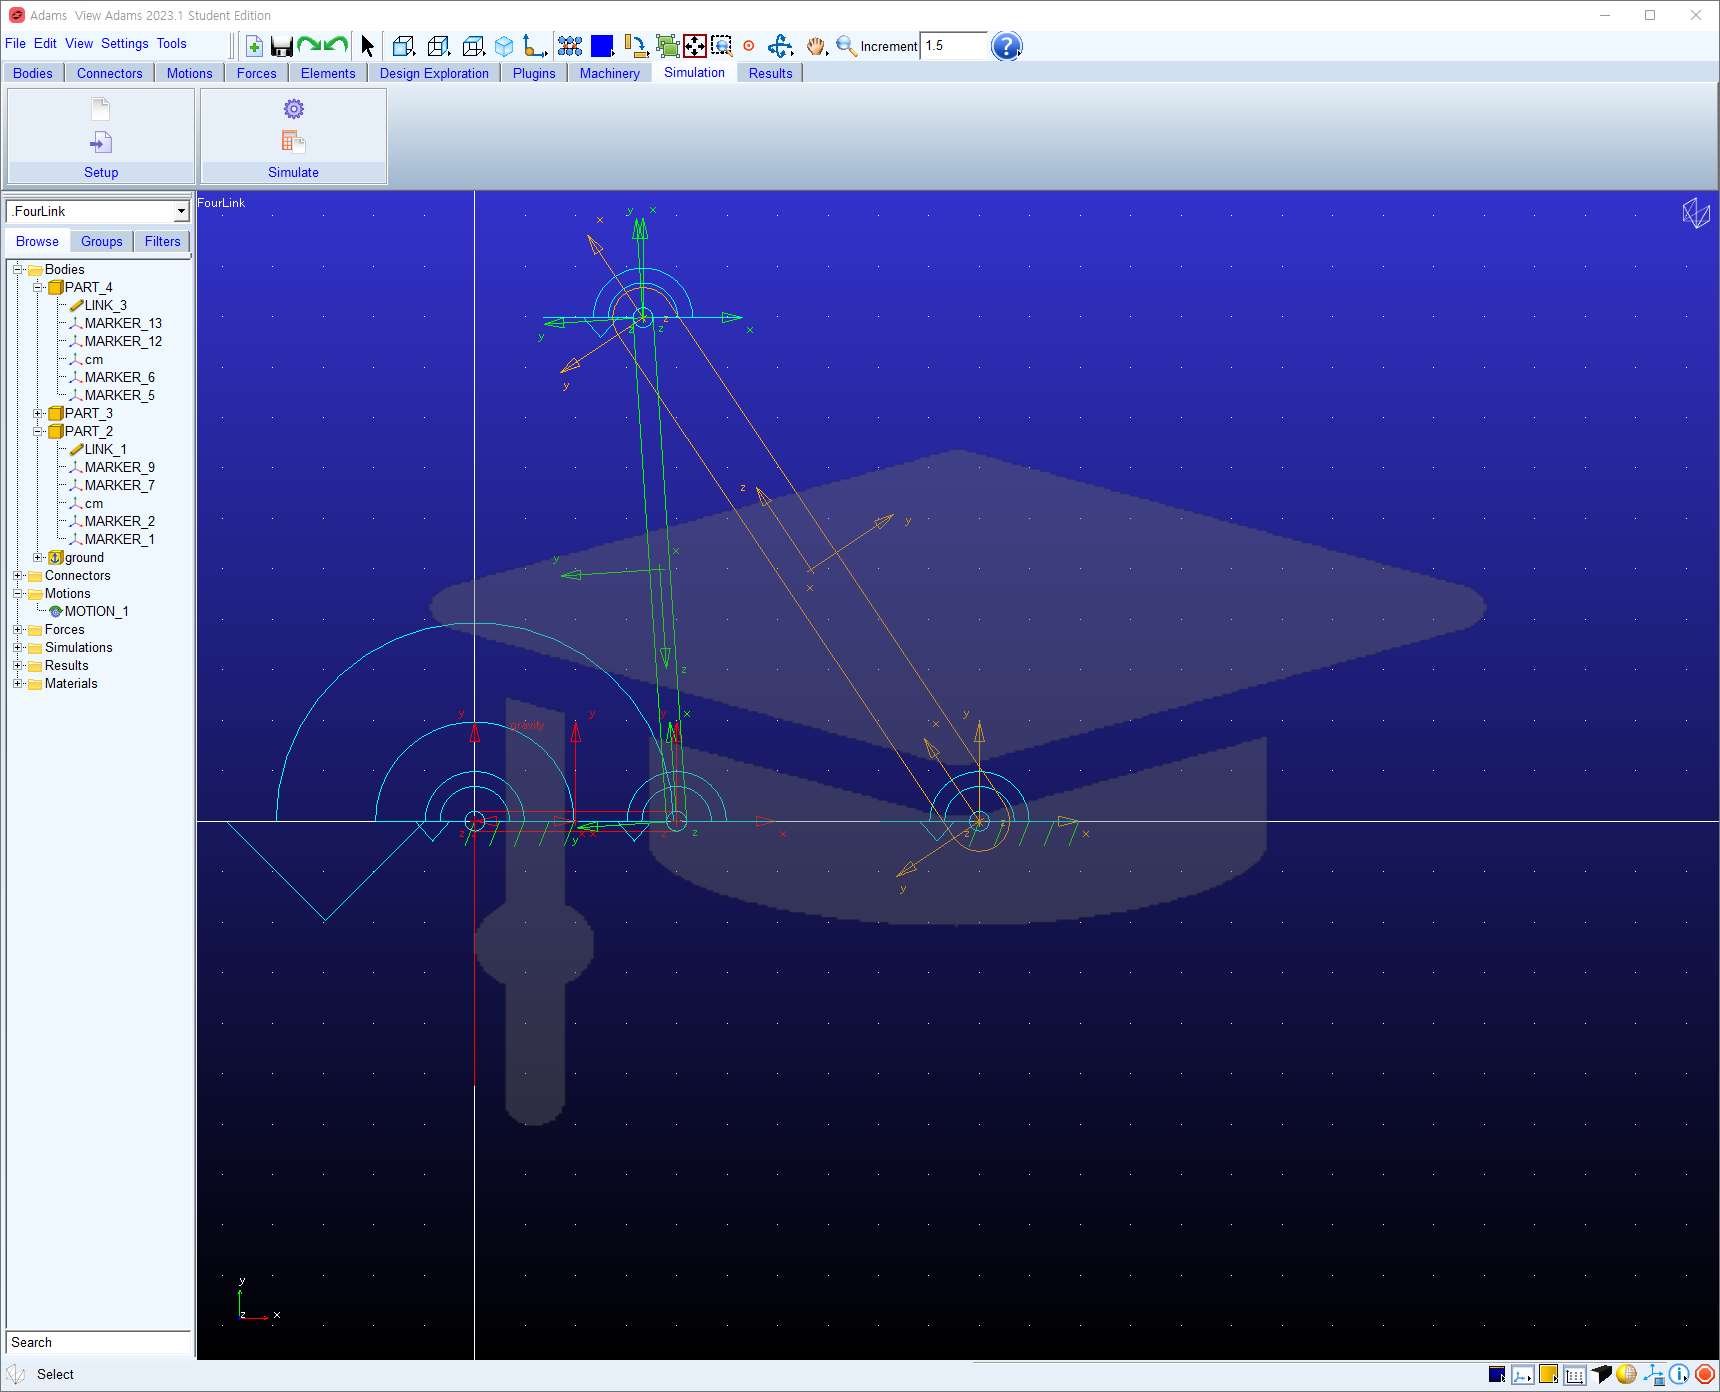 Adams  View Adams 2023.1 Student Edition
File Edit View Settings Tools
Increment 1.5
Bodies Connectors Motions Forces Elements Design Exploration Plugins Machinery Simulation Results
Setup Simulate
.FourLink
FourLink
Browse Groups Filters
Bodies
PART_4
LINK_3
MARKER_13
MARKER_12
cm
MARKER_6
MARKER_5
PART_3
PART_2
LINK_1
MARKER_9
MARKER_7
cm
MARKER_2
MARKER_1
ground
Connectors
Motions
MOTION_1
Forces
Simulations
Results
Materials
y x
x
z
z z
x
y
y
z
y
y x
x
z
y
gravity
y
y x
x y
z
x x
y
z
z
x
z z
x
y
y
z x
Search
Select